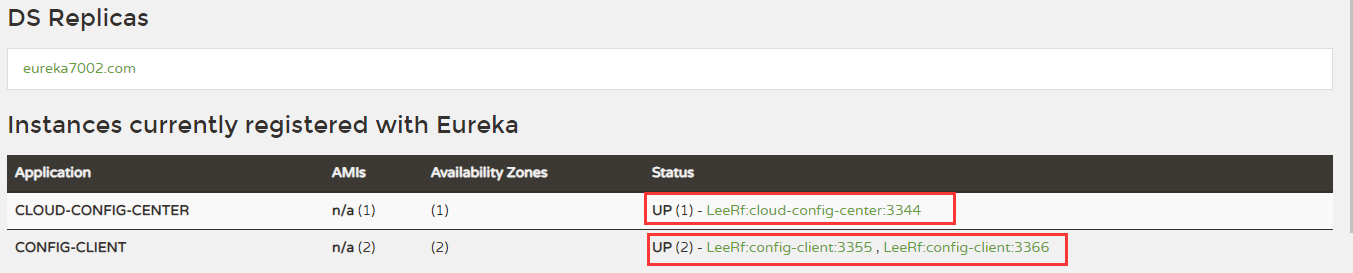 DS Replicas
eureka7002.com
Instances currently registered with Eureka
Application AMIs Availability Zones Status
CLOUD-CONFIG-CENTER n/a (1) (1) UP (1) - LeeRf:cloud-config-center:3344
CONFIG-CLIENT n/a (2) (2) UP (2) - LeeRf:config-client:3355 , LeeRf:config-client:3366